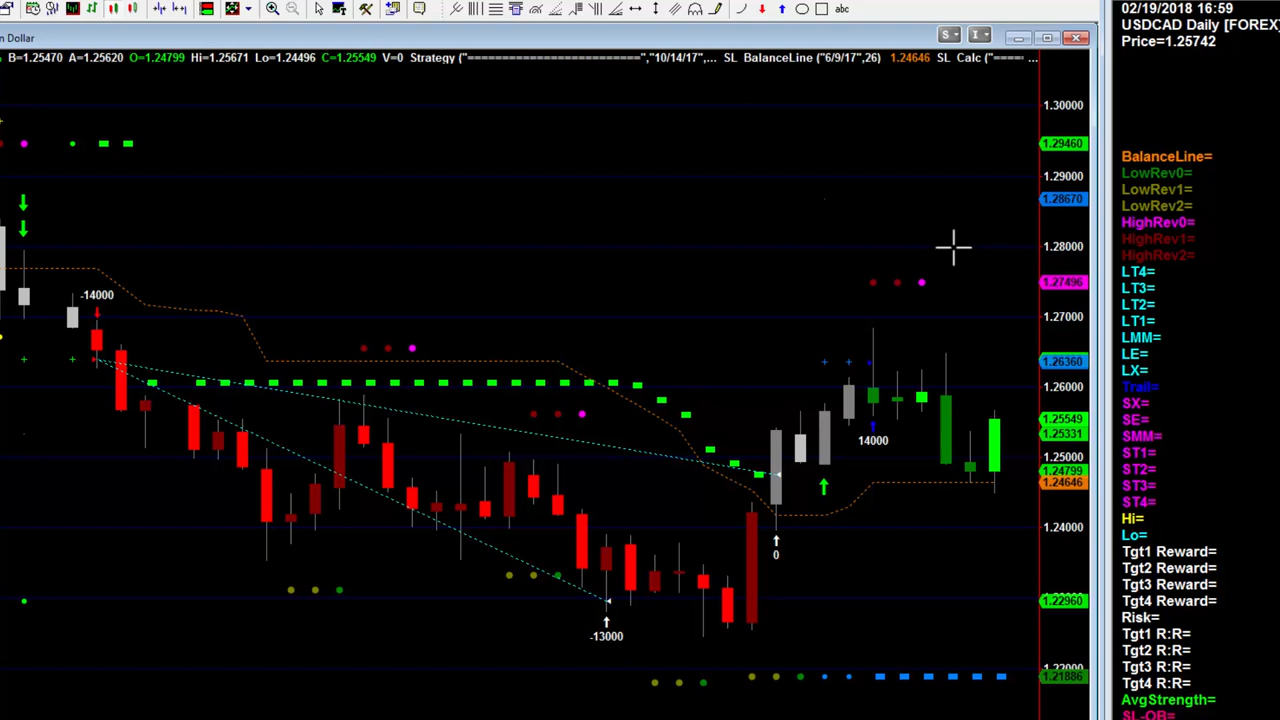 abc
n Dollar
S
I
B=1.25470 A=1.25620 O=1.24799 Hi=1.25671 Lo=1.24496 C=1.25549 V=0 Strategy ("==============================","10/14/17",... SL BalanceLine ("6/9/17",26) 1.24646 SL Calc ("===== ...
1.30000
1.29460
1.29000
1.28670
1.28000
1.27496
1.27000
1.26360
1.26000
1.25549
1.25331
1.25000
1.24799
1.24646
1.24000
1.22960
1.21886
-14000
14000
0
-13000
02/19/2018 16:59
USDCAD Daily [FOREX]
Price=1.25742
BalanceLine=
LowRev0=
LowRev1=
LowRev2=
HighRev0=
HighRev1=
HighRev2=
LT4=
LT3=
LT2=
LT1=
LMM=
LE=
LX=
Trail=
SX=
SE=
SMM=
ST1=
ST2=
ST3=
ST4=
Hi=
Lo=
Tgt1 Reward=
Tgt2 Reward=
Tgt3 Reward=
Tgt4 Reward=
Risk=
Tgt1 R:R=
Tgt2 R:R=
Tgt3 R:R=
Tgt4 R:R=
AvgStrength=
SL-OB=